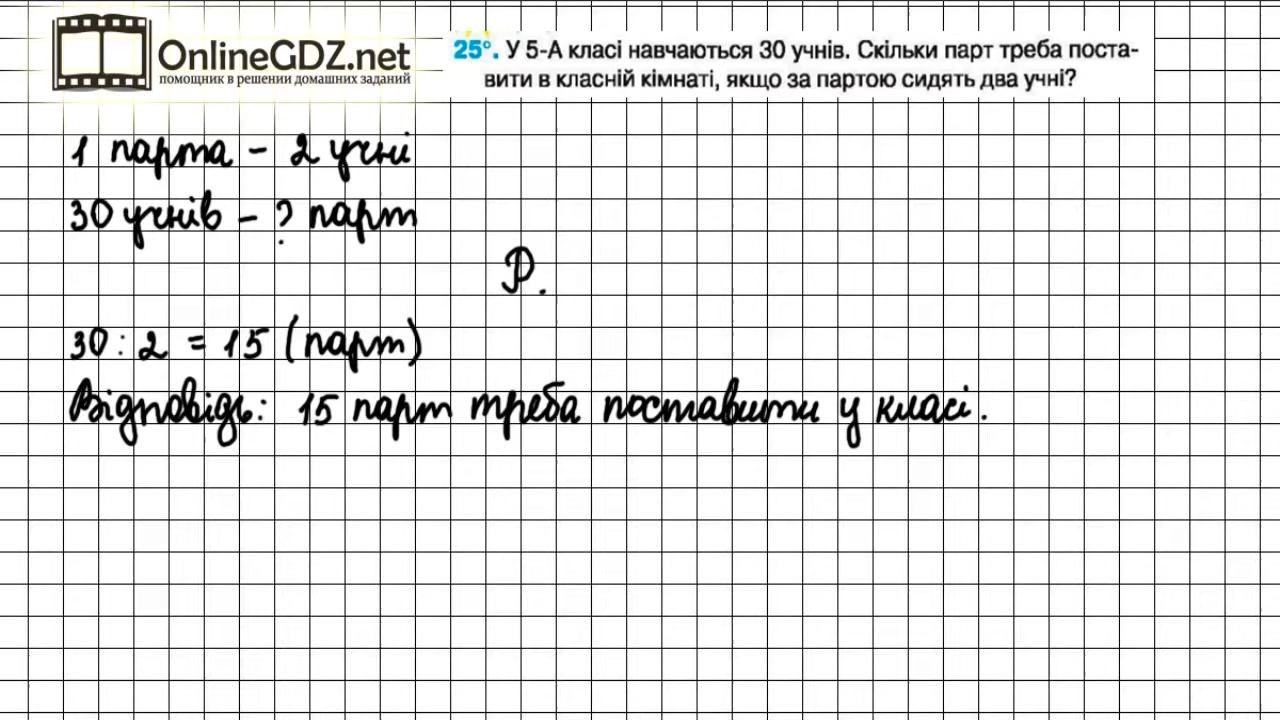 OnlineGDZ.net
помощник в решении домашних заданий
25°. У 5-А класі навчаються 30 учнів. Скільки парт треба поста-
вити в класній кімнаті, якщо за партою сидять два учні?
1 парта - 2 учні
30 учнів - ? парт
Р.
30 : 2 = 15 (парт)
Відповідь: 15 парт треба поставити у класі.